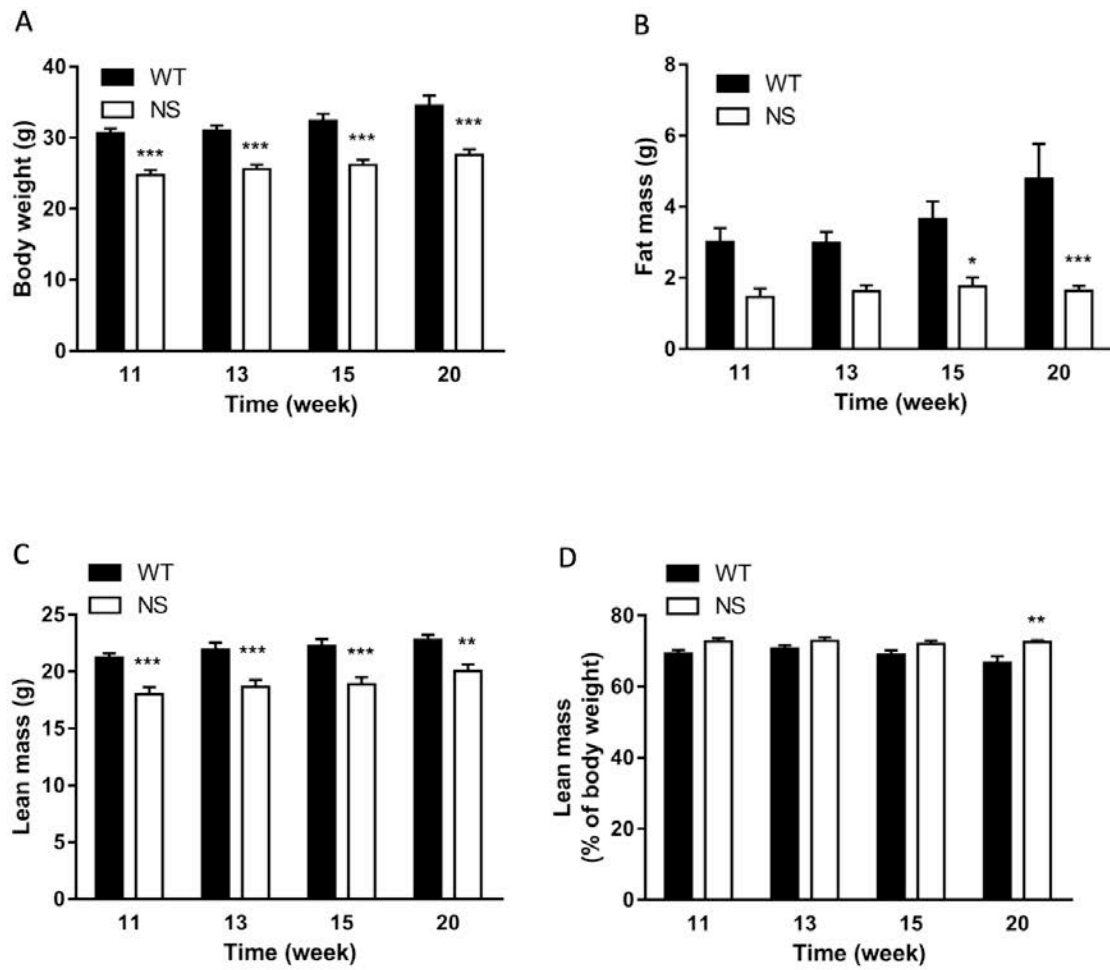 A
Body weight (g)
40
30
20
10
0
WT
NS
***
***
***
***
11 13 15 20
Time (week)
B
Fat mass (g)
8
6
4
2
0
WT
NS
*
***
11 13 15 20
Time (week)
C
Lean mass (g)
25
20
15
10
5
0
WT
NS
***
***
***
**
11 13 15 20
Time (week)
D
Lean mass
(% of body weight)
80
60
40
20
0
WT
NS
**
11 13 15 20
Time (week)